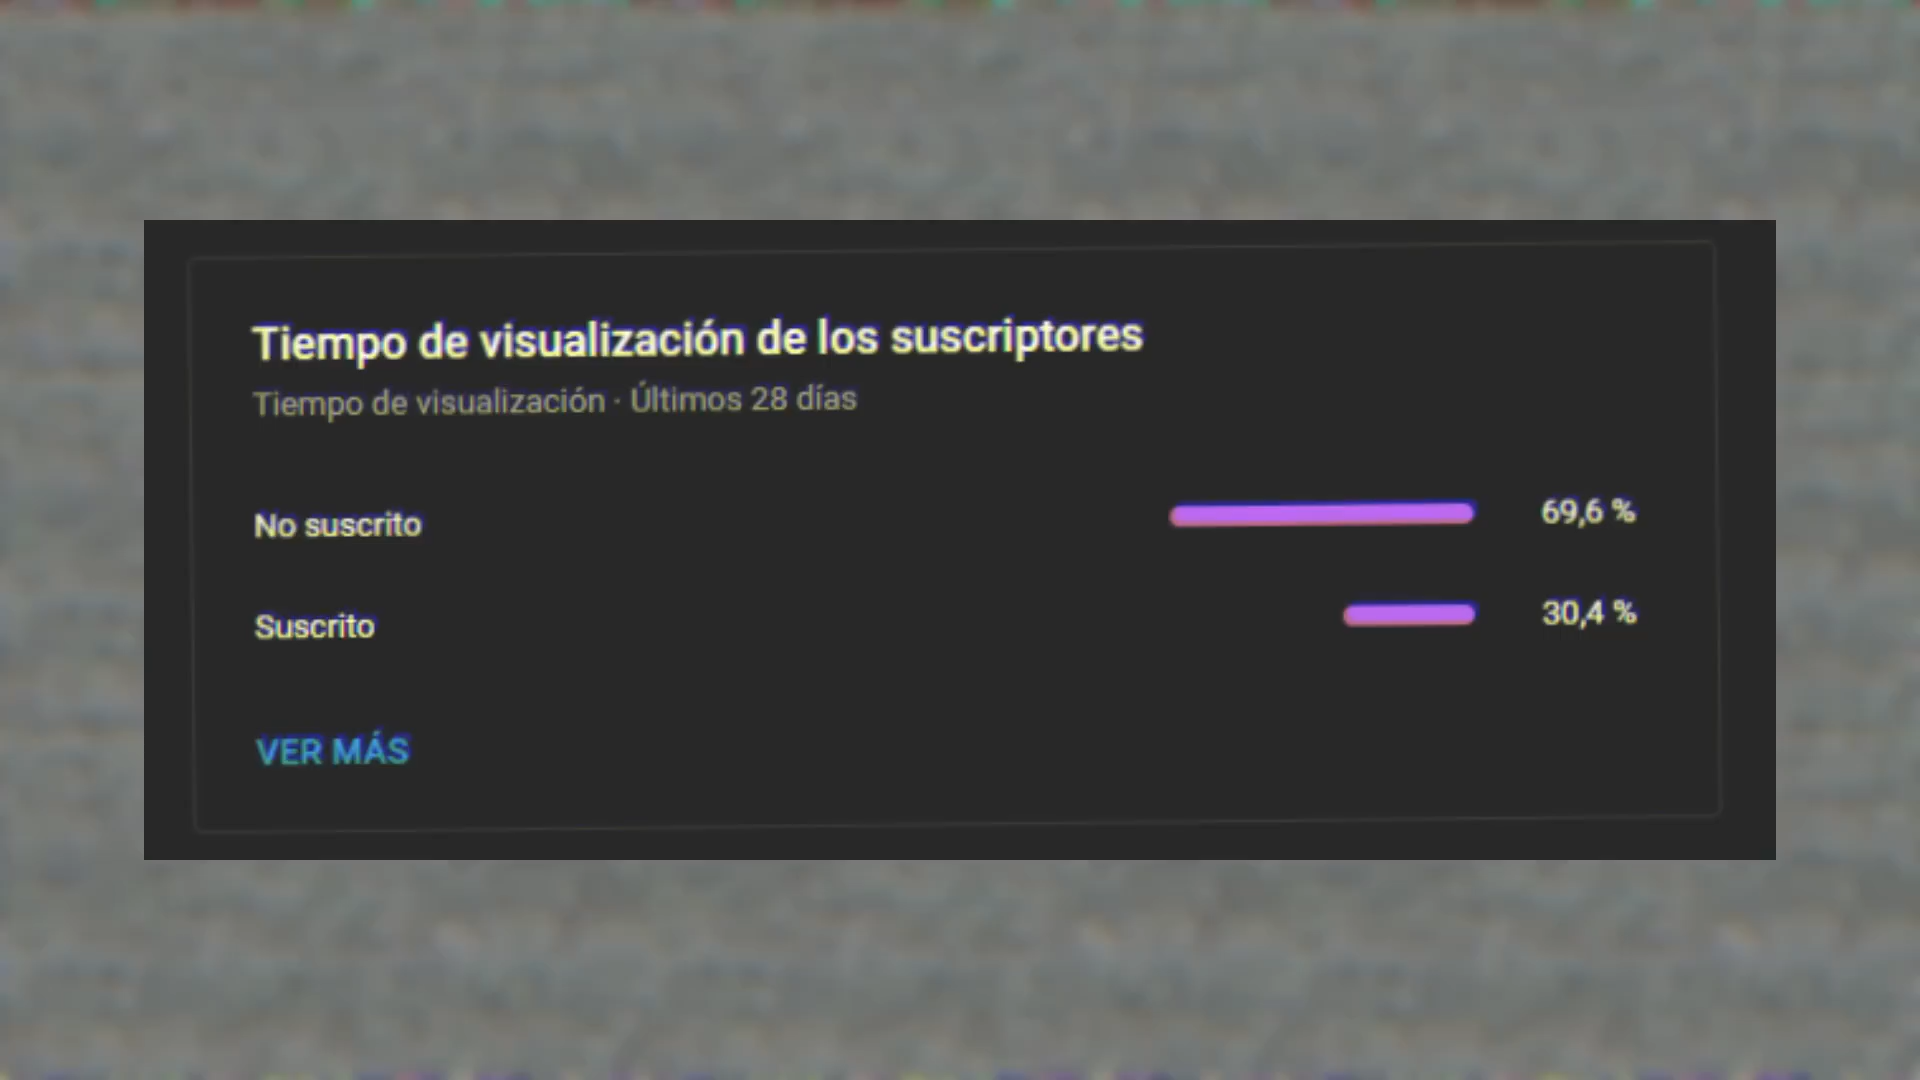 Tiempo de visualización de los suscriptores
Tiempo de visualización · Últimos 28 días
No suscrito 69,6 %
Suscrito 30,4 %
VER MÁS